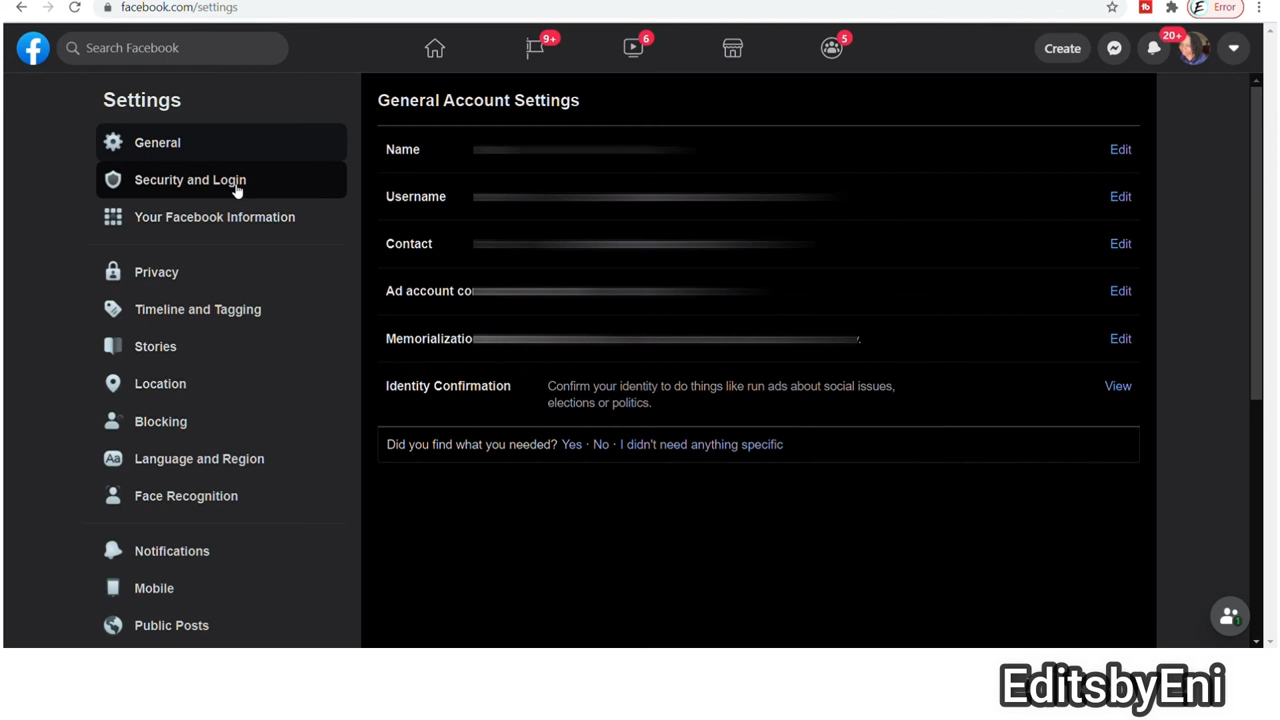 facebook.com/settings
Error
Search Facebook
9+
6
5
Create
20+
Settings
General
Security and Login
Your Facebook Information
Privacy
Timeline and Tagging
Stories
Location
Blocking
Aa
Language and Region
Face Recognition
Notifications
Mobile
Public Posts
General Account Settings
Name
Edit
Username
Edit
Contact
Edit
Ad account co
Edit
Memorializatio
Edit
Identity Confirmation
Confirm your identity to do things like run ads about social issues,
elections or politics.
View
Did you find what you needed? Yes · No · I didn't need anything specific
1
EditsbyEni